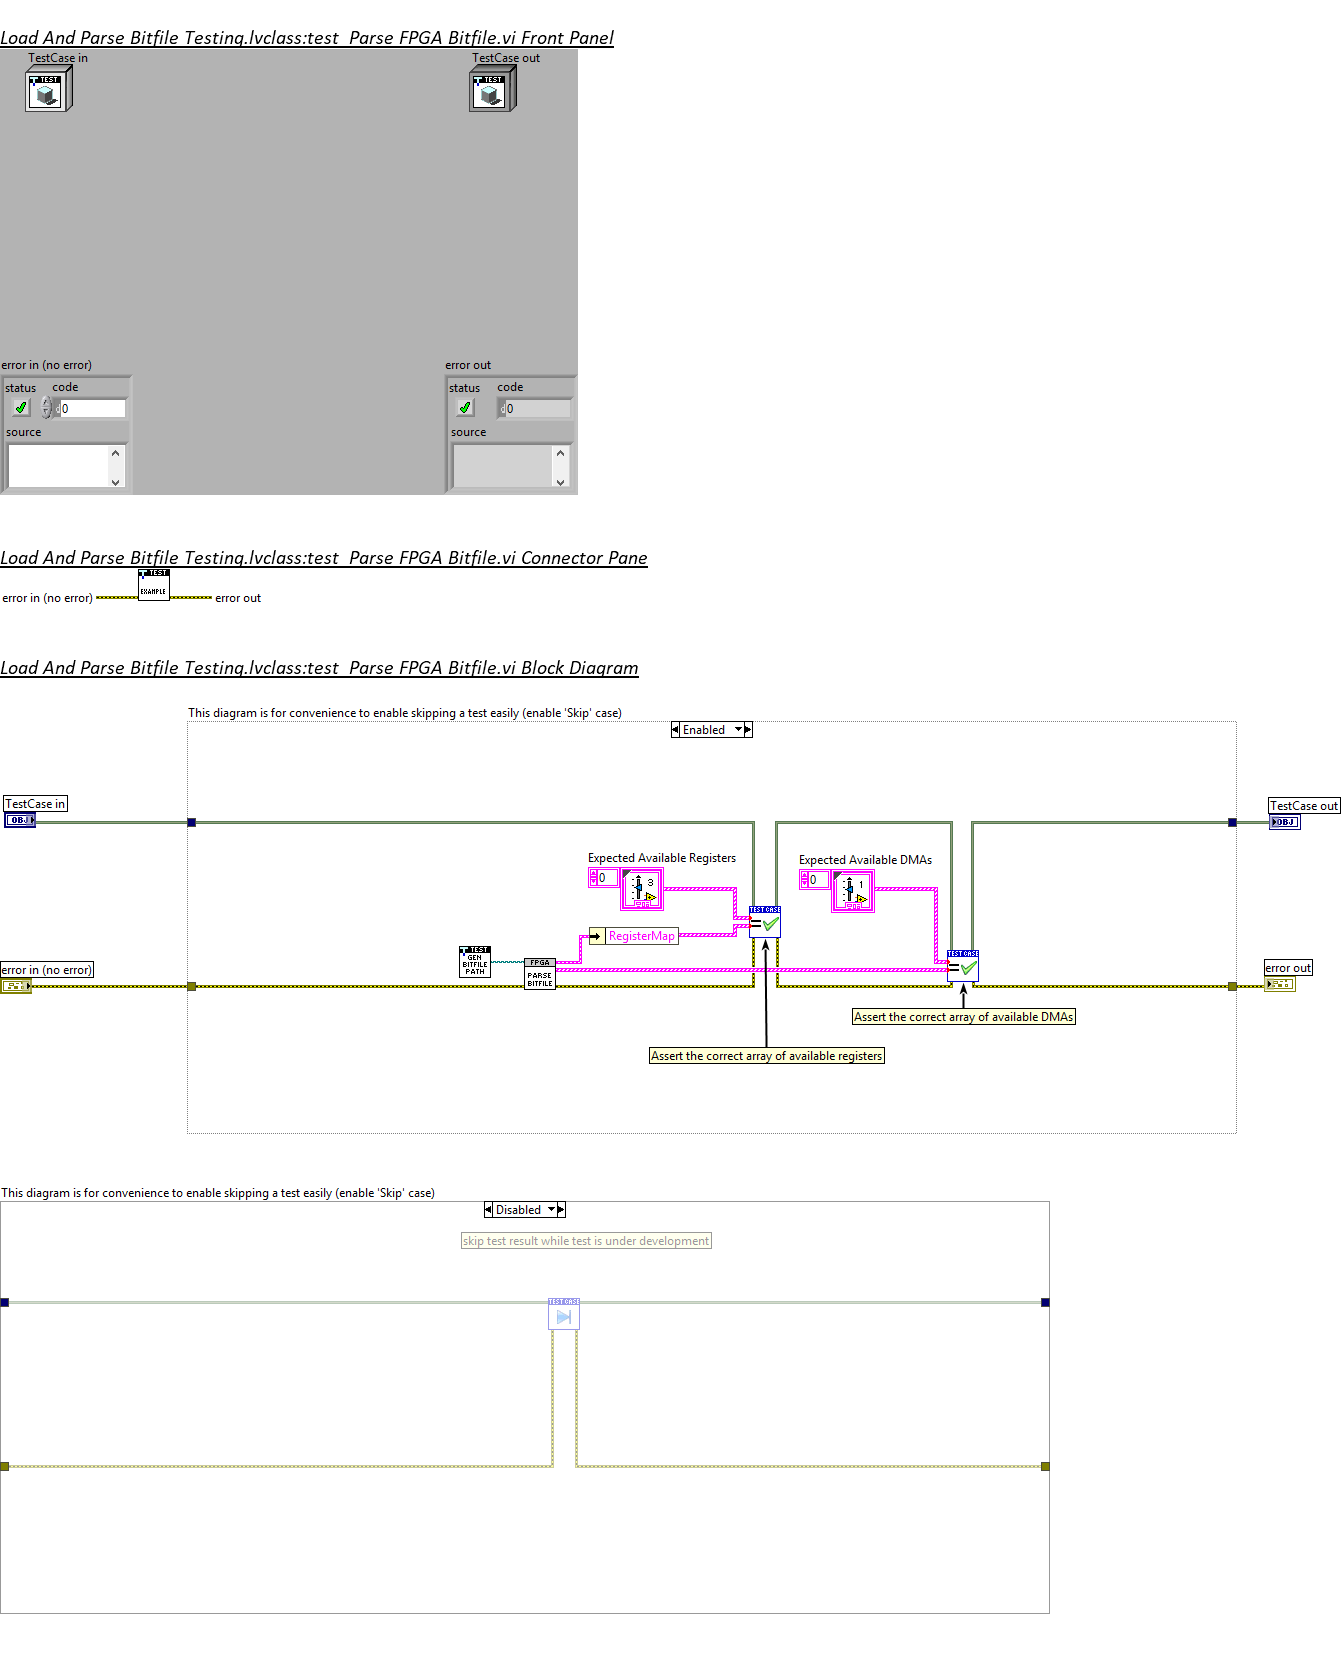 Load And Parse Bitfile Testing.lvclass:test_Parse FPGA Bitfile.vi Front Panel
TestCase in
TestCase out
TEST
TEST
error in (no error)
error out
status
code
status
code
d0
d0
source
source
Load And Parse Bitfile Testing.lvclass:test_Parse FPGA Bitfile.vi Connector Pane
TEST
EXAMPLE
error in (no error)
error out
Load And Parse Bitfile Testing.lvclass:test_Parse FPGA Bitfile.vi Block Diagram
This diagram is for convenience to enable skipping a test easily (enable 'Skip' case)
Enabled
TestCase in
OBJ
TestCase out
OBJ
Expected Available Registers
0
3
Expected Available DMAs
0
1
TEST CASE
=
RegisterMap
TEST
GEN
BITFILE
PATH
FPGA
PARSE
BITFILE
TEST CASE
=
error in (no error)
error out
Assert the correct array of available DMAs
Assert the correct array of available registers
This diagram is for convenience to enable skipping a test easily (enable 'Skip' case)
Disabled
skip test result while test is under development
TEST CASE